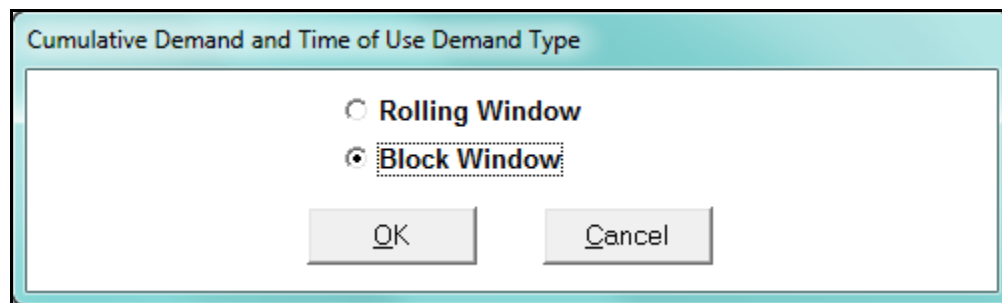 Cumulative Demand and Time of Use Demand Type
Rolling Window
Block Window
OK Cancel